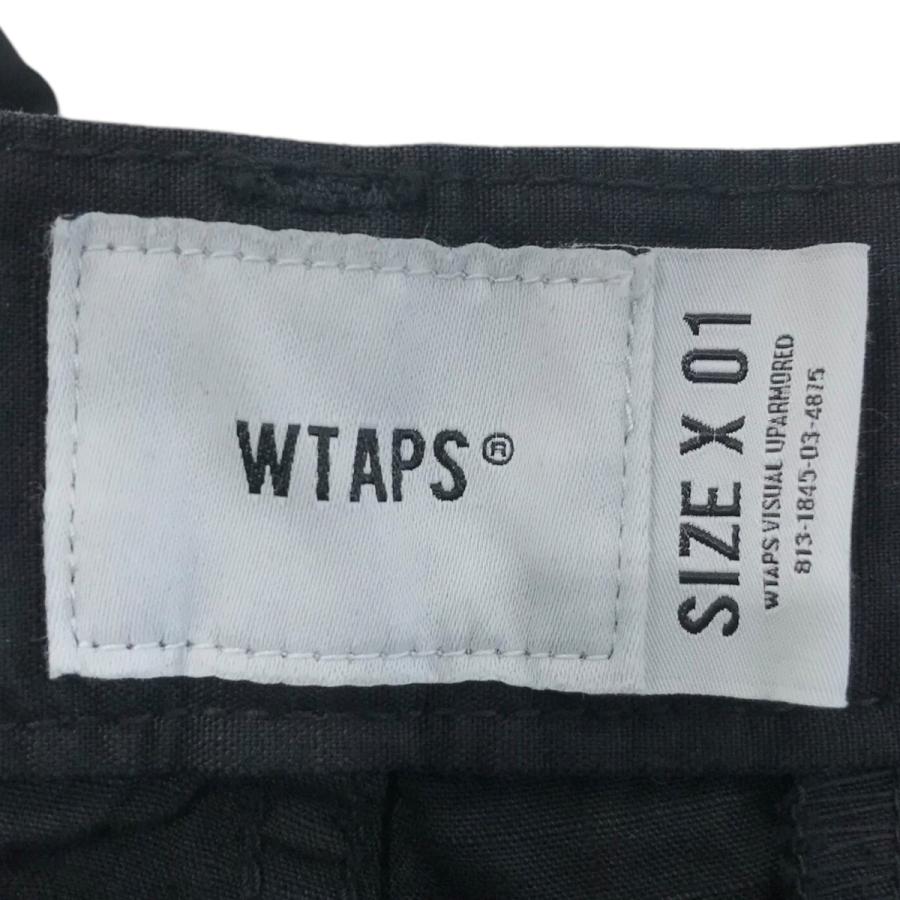 WTAPS®
SIZE X 01
WTAPS VISUAL UPARMORED
813-1845-03-4875